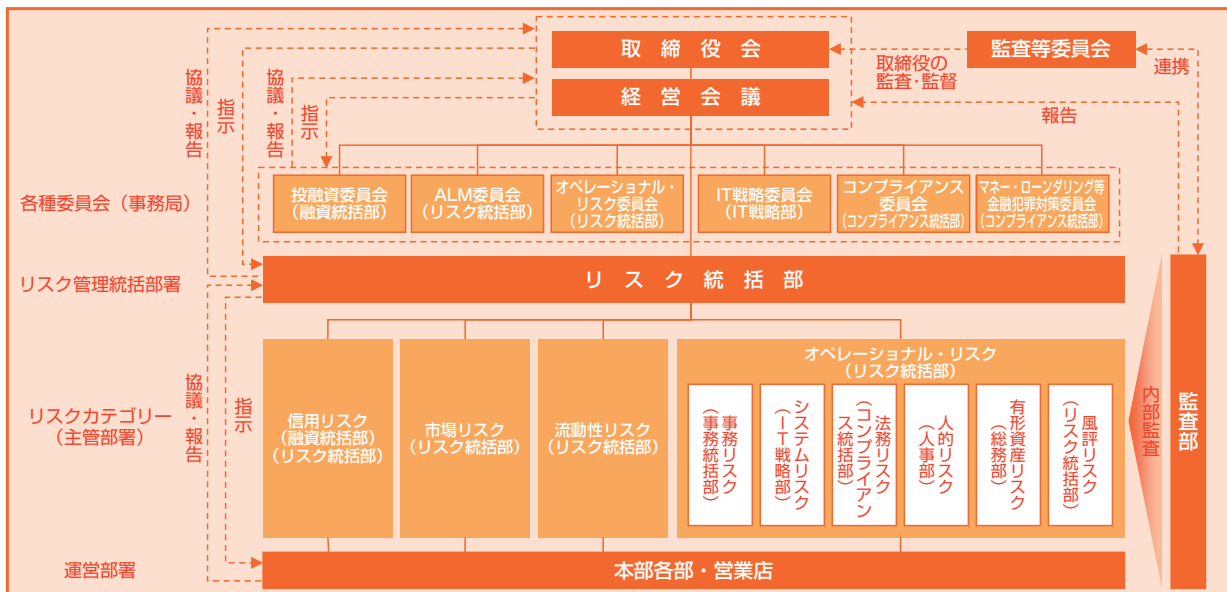 取締役会
経営会議
監査等委員会
取締役の
監査・監督
連携
報告
協議・報告
指示
協議・報告
指示
各種委員会（事務局）
投融資委員会
（融資統括部）
ALM委員会
（リスク統括部）
オペレーショナル・
リスク委員会
（リスク統括部）
IT戦略委員会
（IT戦略部）
コンプライアンス
委員会
（コンプライアンス統括部）
マネー・ローンダリング等
金融犯罪対策委員会
（コンプライアンス統括部）
リスク管理統括部署
リスク統括部
協議・報告
指示
リスクカテゴリー
（主管部署）
信用リスク
（融資統括部）
（リスク統括部）
市場リスク
（リスク統括部）
流動性リスク
（リスク統括部）
オペレーショナル・リスク
（リスク統括部）
事務リスク
（事務統括部）
システムリスク
（IT戦略部）
法務リスク
（コンプライアン
ス統括部）
人的リスク
（人事部）
有形資産リスク
（総務部）
風評リスク
（リスク統括部）
内部監査
監査部
運営部署
本部各部・営業店